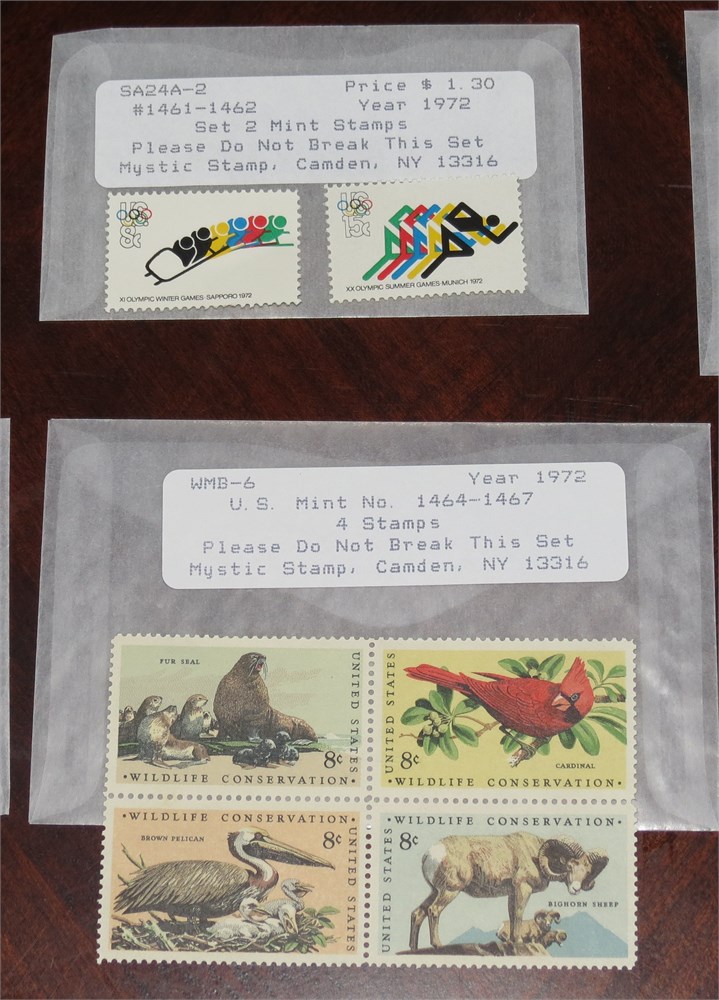 SA24A-2 Price $ 1.30
#1461-1462 Year 1972
Set 2 Mint Stamps
Please Do Not Break This Set
Mystic Stamp, Camden, NY 13316
US
8c
XI OLYMPIC WINTER GAMES·SAPPORO 1972
US
15c
XX OLYMPIC SUMMER GAMES·MUNICH 1972
WMB-6 Year 1972
U.S. Mint No. 1464-1467
4 Stamps
Please Do Not Break This Set
Mystic Stamp, Camden, NY 13316
FUR SEAL
UNITED STATES
8¢
·WILDLIFE CONSERVATION·
UNITED STATES
CARDINAL
8¢
·WILDLIFE CONSERVATION·
·WILDLIFE CONSERVATION·
BROWN PELICAN
8¢
UNITED STATES
·WILDLIFE CONSERVATION·
8¢
UNITED STATES
BIGHORN SHEEP